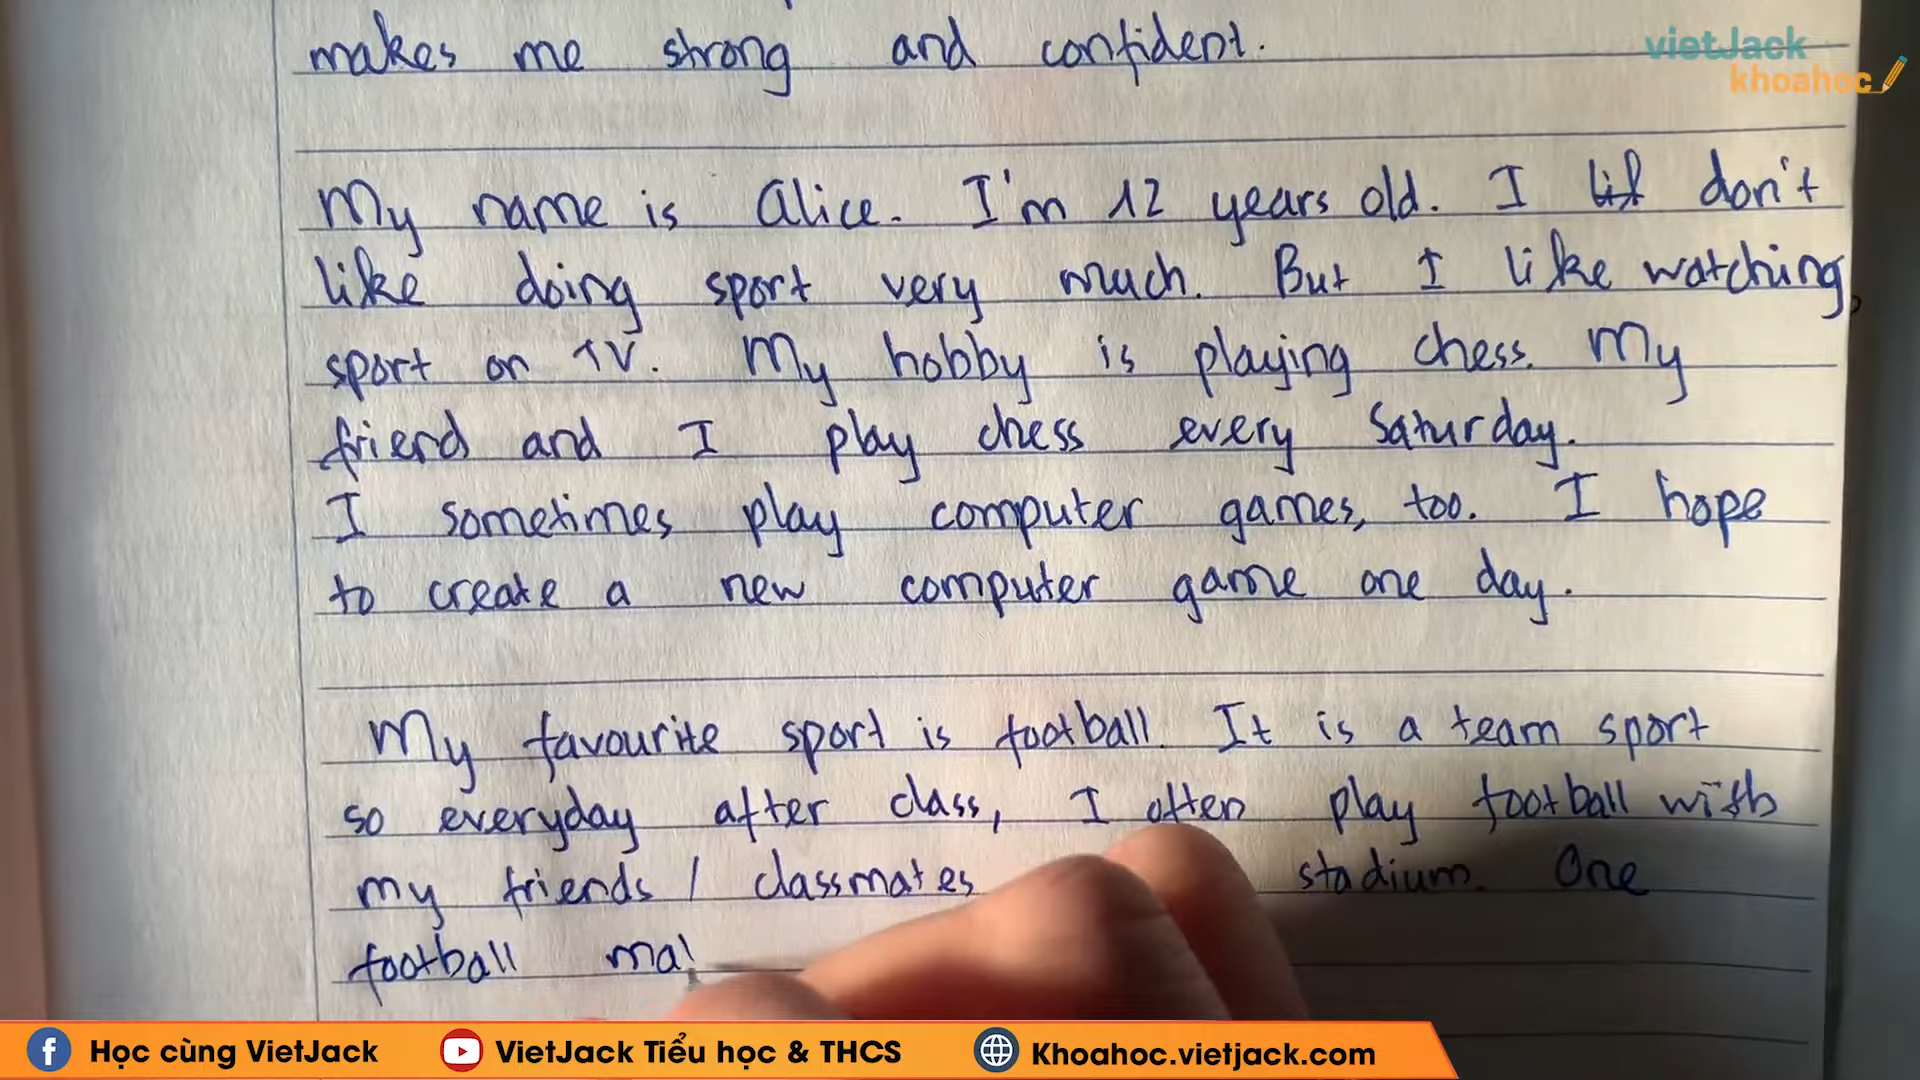 makes me strong and confident.
vietJack
khoahoc
My name is Alice. I'm 12 years old. I don't
like doing sport very much. But I like watching
sport on TV. My hobby is playing chess. My
friend and I play chess every Saturday.
I sometimes play computer games, too. I hope
to create a new computer game one day.
My favourite sport is football. It is a team sport
so everyday after class, I often play football with
my friends / classmates stadium. One
football
Học cùng VietJack
VietJack Tiểu học & THCS
Khoahoc.vietjack.com